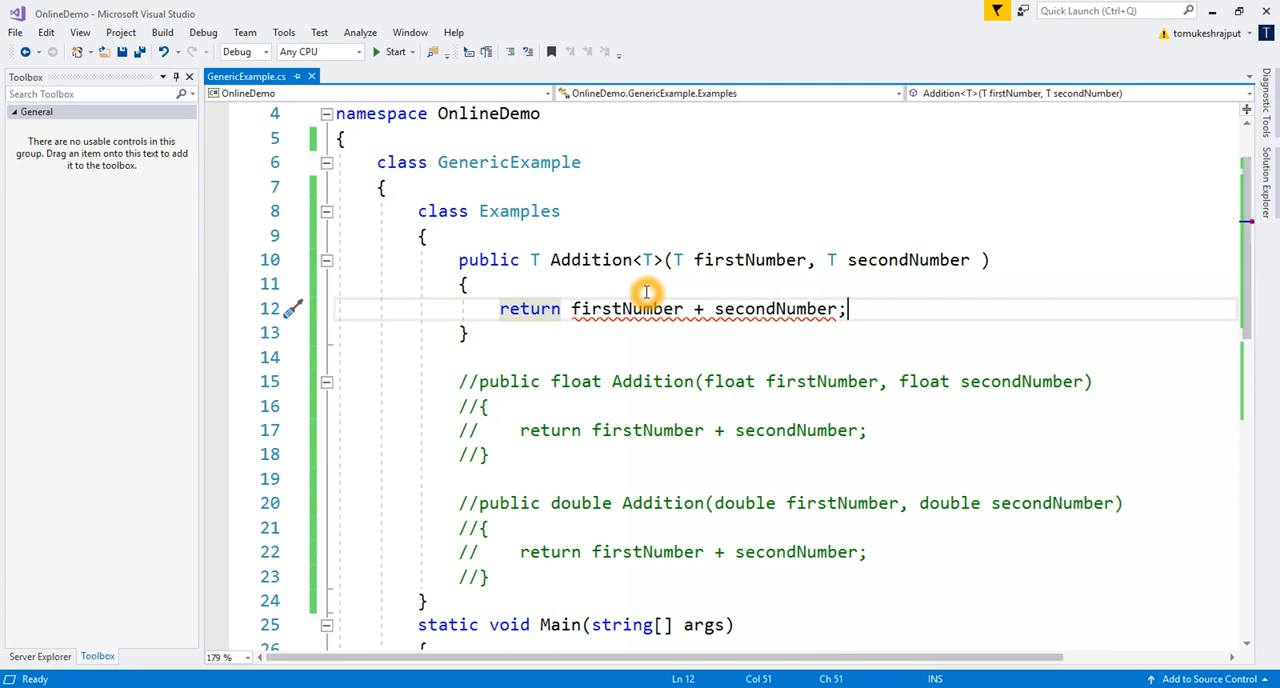 OnlineDemo - Microsoft Visual Studio
Quick Launch (Ctrl+Q)
File Edit View Project Build Debug Team Tools Test Analyze Window Help
tomukeshrajput
T
Debug Any CPU Start
Toolbox
GenericExample.cs
Search Toolbox
OnlineDemo
OnlineDemo.GenericExample.Examples
Addition<T>(T firstNumber, T secondNumber)
General
There are no usable controls in this
group. Drag an item onto this text to add
it to the toolbox.
4 namespace OnlineDemo
5 {
6 class GenericExample
7 {
8 class Examples
9 {
10 public T Addition<T>(T firstNumber, T secondNumber )
11 {
12 return firstNumber + secondNumber;
13 }
14
15 //public float Addition(float firstNumber, float secondNumber)
16 //{
17 // return firstNumber + secondNumber;
18 //}
19
20 //public double Addition(double firstNumber, double secondNumber)
21 //{
22 // return firstNumber + secondNumber;
23 //}
24 }
25 static void Main(string[] args)
26 {
Diagnostic Tools
Solution Explorer
Server Explorer Toolbox
179 %
Ready
Ln 12 Col 51 Ch 51 INS
Add to Source Control